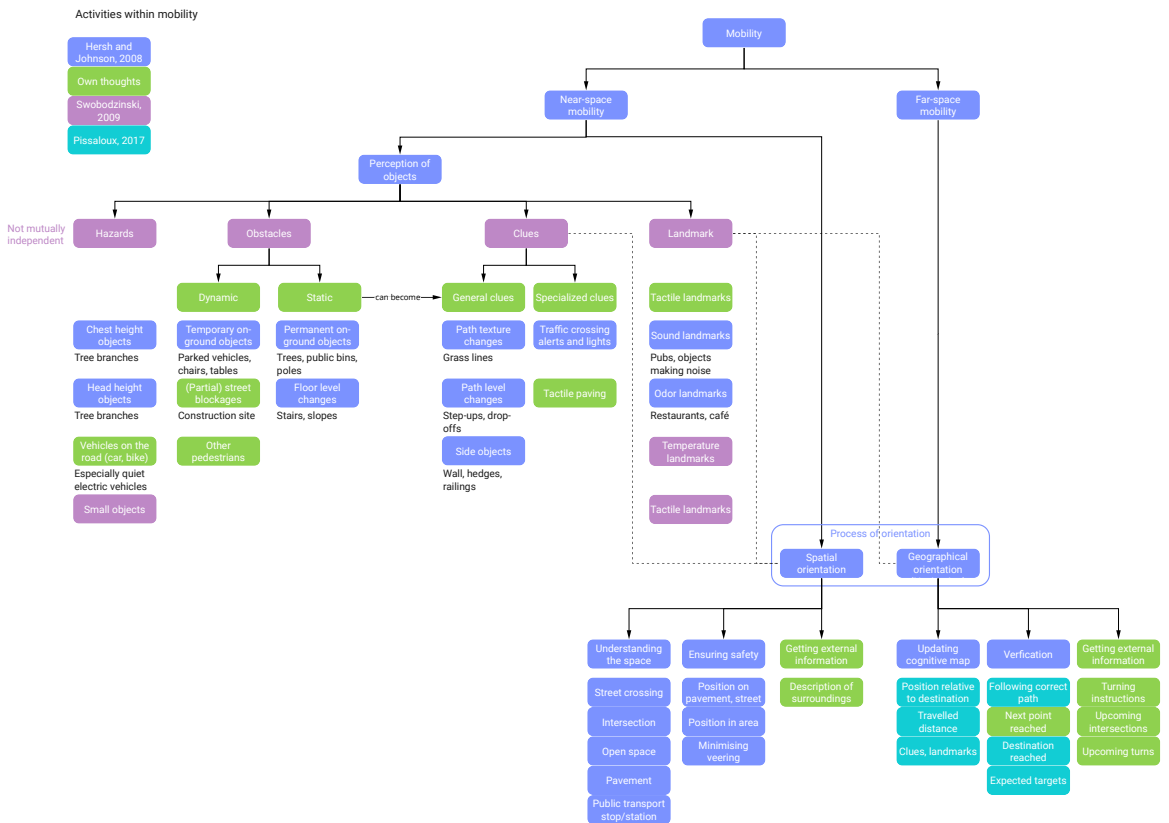 Activities within mobility
Hersh and
Johnson, 2008
Own thoughts
Swobodzinski,
2009
Pissaloux, 2017
Mobility
Near-space
mobility
Far-space
mobility
Perception of
objects
Not mutually
independent
Hazards
Obstacles
Clues
Landmark
Dynamic
Static
can become
General clues
Specialized clues
Tactile landmarks
Chest height
objects
Tree branches
Head height
objects
Tree branches
Vehicles on the
road (car, bike)
Especially quiet
electric vehicles
Small objects
Temporary on-
ground objects
Parked vehicles,
chairs, tables
(Partial) street
blockages
Construction site
Other
pedestrians
Permanent on-
ground objects
Trees, public bins,
poles
Floor level
changes
Stairs, slopes
Path texture
changes
Grass lines
Path level
changes
Step-ups, drop-
offs
Side objects
Wall, hedges,
railings
Traffic crossing
alerts and lights
Tactile paving
Sound landmarks
Pubs, objects
making noise
Odor landmarks
Restaurants, café
Temperature
landmarks
Tactile landmarks
Process of orientation
Spatial
orientation
Geographical
orientation
Understanding
the space
Street crossing
Intersection
Open space
Pavement
Public transport
stop/station
Ensuring safety
Position on
pavement, street
Position in area
Minimising
veering
Getting external
information
Description of
surroundings
Updating
cognitive map
Position relative
to destination
Travelled
distance
Clues, landmarks
Verfication
Following correct
path
Next point
reached
Destination
reached
Expected targets
Getting external
information
Turning
instructions
Upcoming
intersections
Upcoming turns